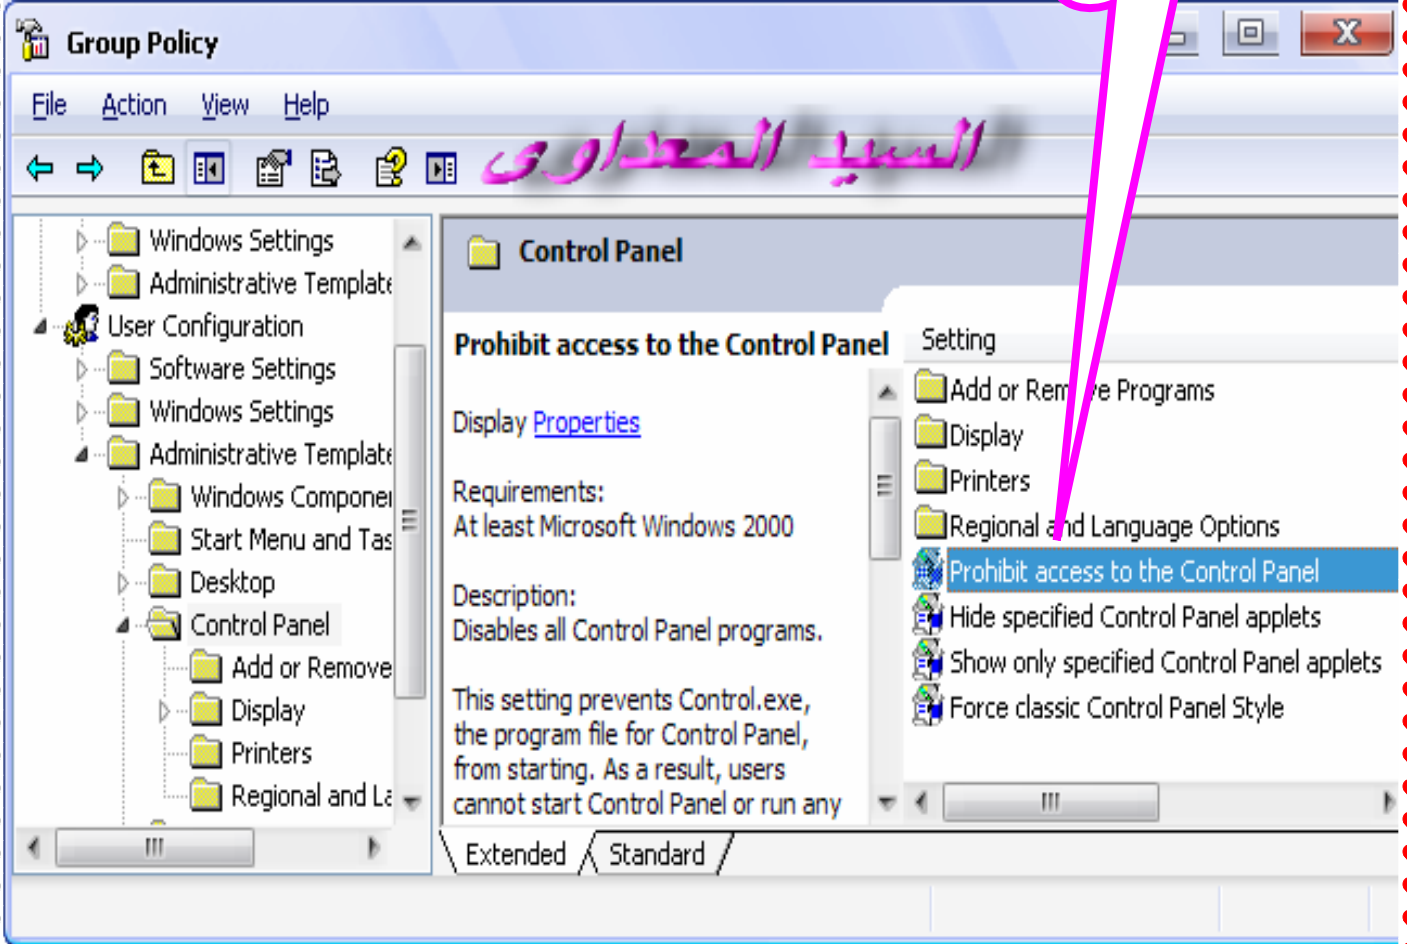 Group Policy
File Action View Help
السيد المعداوى
Windows Settings
Administrative Template
User Configuration
Software Settings
Windows Settings
Administrative Template
Windows Componer
Start Menu and Tas
Desktop
Control Panel
Add or Remove
Display
Printers
Regional and La
Control Panel
Prohibit access to the Control Panel
Display Properties
Requirements:
At least Microsoft Windows 2000
Description:
Disables all Control Panel programs.
This setting prevents Control.exe,
the program file for Control Panel,
from starting. As a result, users
cannot start Control Panel or run any
Setting
Add or Remove Programs
Display
Printers
Regional and Language Options
Prohibit access to the Control Panel
Hide specified Control Panel applets
Show only specified Control Panel applets
Force classic Control Panel Style
Extended Standard